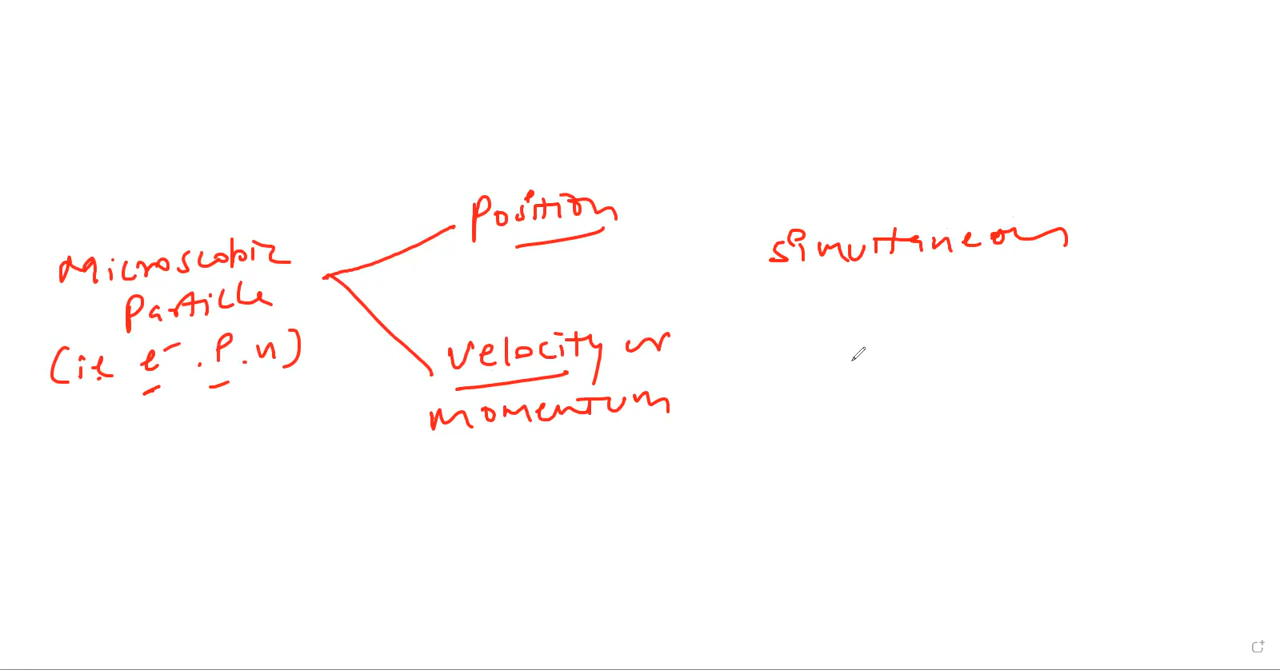 Microscopic
Particle
(ie e⁻ . P . n)
Position
velocity or
momentum
simultaneous